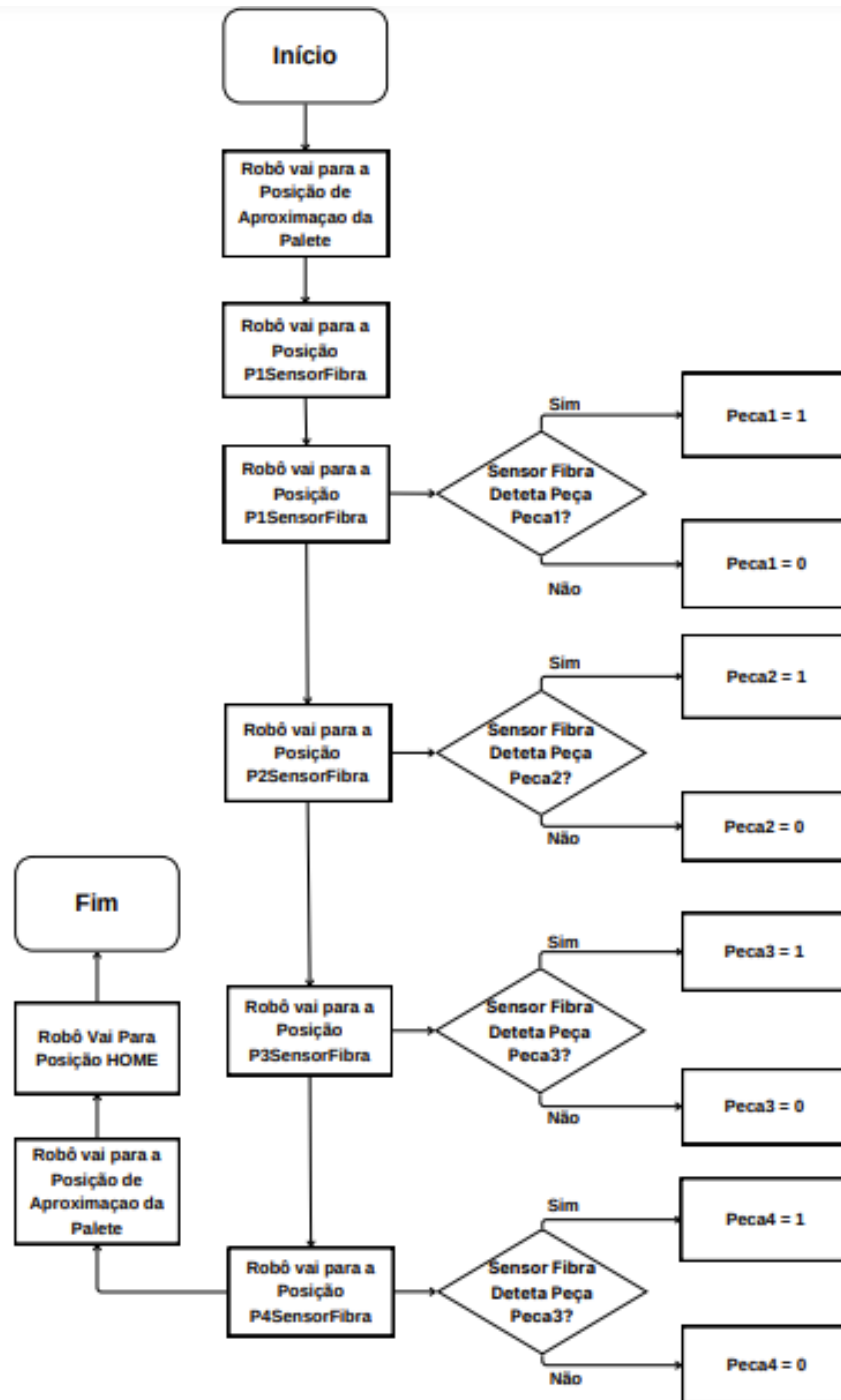 Início
Robô vai para a
Posição de
Aproximaçao da
Palete
Robô vai para a
Posição
P1SensorFibra
Robô vai para a
Posição
P1SensorFibra
Sensor Fibra
Deteta Peça
Peca1?
Sim
Peca1 = 1
Não
Peca1 = 0
Robô vai para a
Posição
P2SensorFibra
Sensor Fibra
Deteta Peça
Peca2?
Sim
Peca2 = 1
Não
Peca2 = 0
Robô vai para a
Posição
P3SensorFibra
Sensor Fibra
Deteta Peça
Peca3?
Sim
Peca3 = 1
Não
Peca3 = 0
Robô vai para a
Posição
P4SensorFibra
Sensor Fibra
Deteta Peça
Peca3?
Sim
Peca4 = 1
Não
Peca4 = 0
Robô vai para a
Posição de
Aproximaçao da
Palete
Robô Vai Para
Posição HOME
Fim